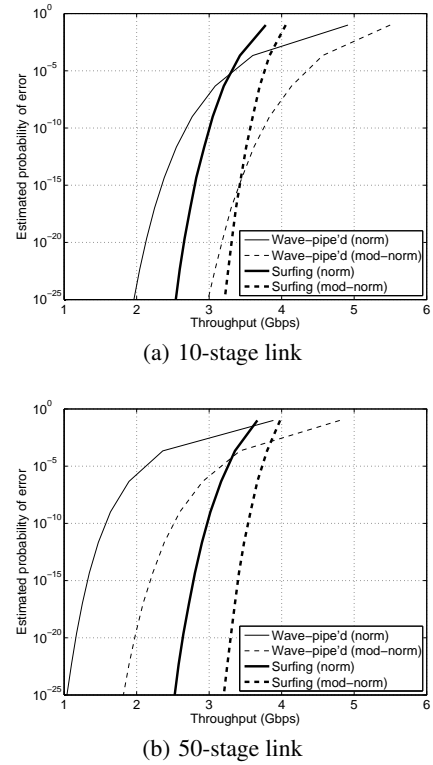 10^0
10^-5
10^-10
10^-15
10^-20
10^-25
Estimated probability of error
Wave-pipe'd (norm)
Wave-pipe'd (mod-norm)
Surfing (norm)
Surfing (mod-norm)
1 2 3 4 5 6
Throughput (Gbps)
(a) 10-stage link
10^0
10^-5
10^-10
10^-15
10^-20
10^-25
Estimated probability of error
Wave-pipe'd (norm)
Wave-pipe'd (mod-norm)
Surfing (norm)
Surfing (mod-norm)
1 2 3 4 5 6
Throughput (Gbps)
(b) 50-stage link